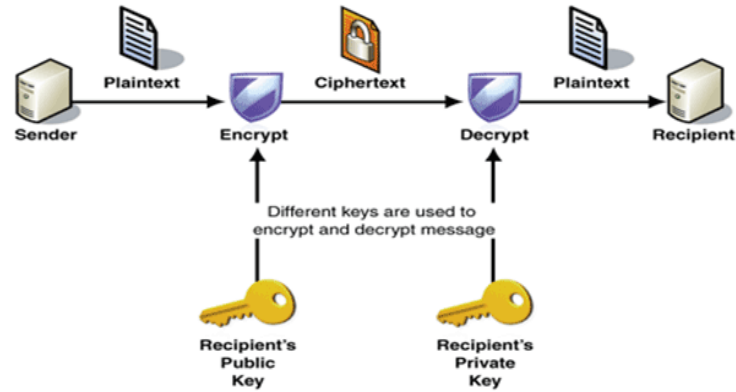 Plaintext
Ciphertext
Plaintext
Sender
Encrypt
Decrypt
Recipient
Different keys are used to
encrypt and decrypt message
Recipient's
Public
Key
Recipient's
Private
Key